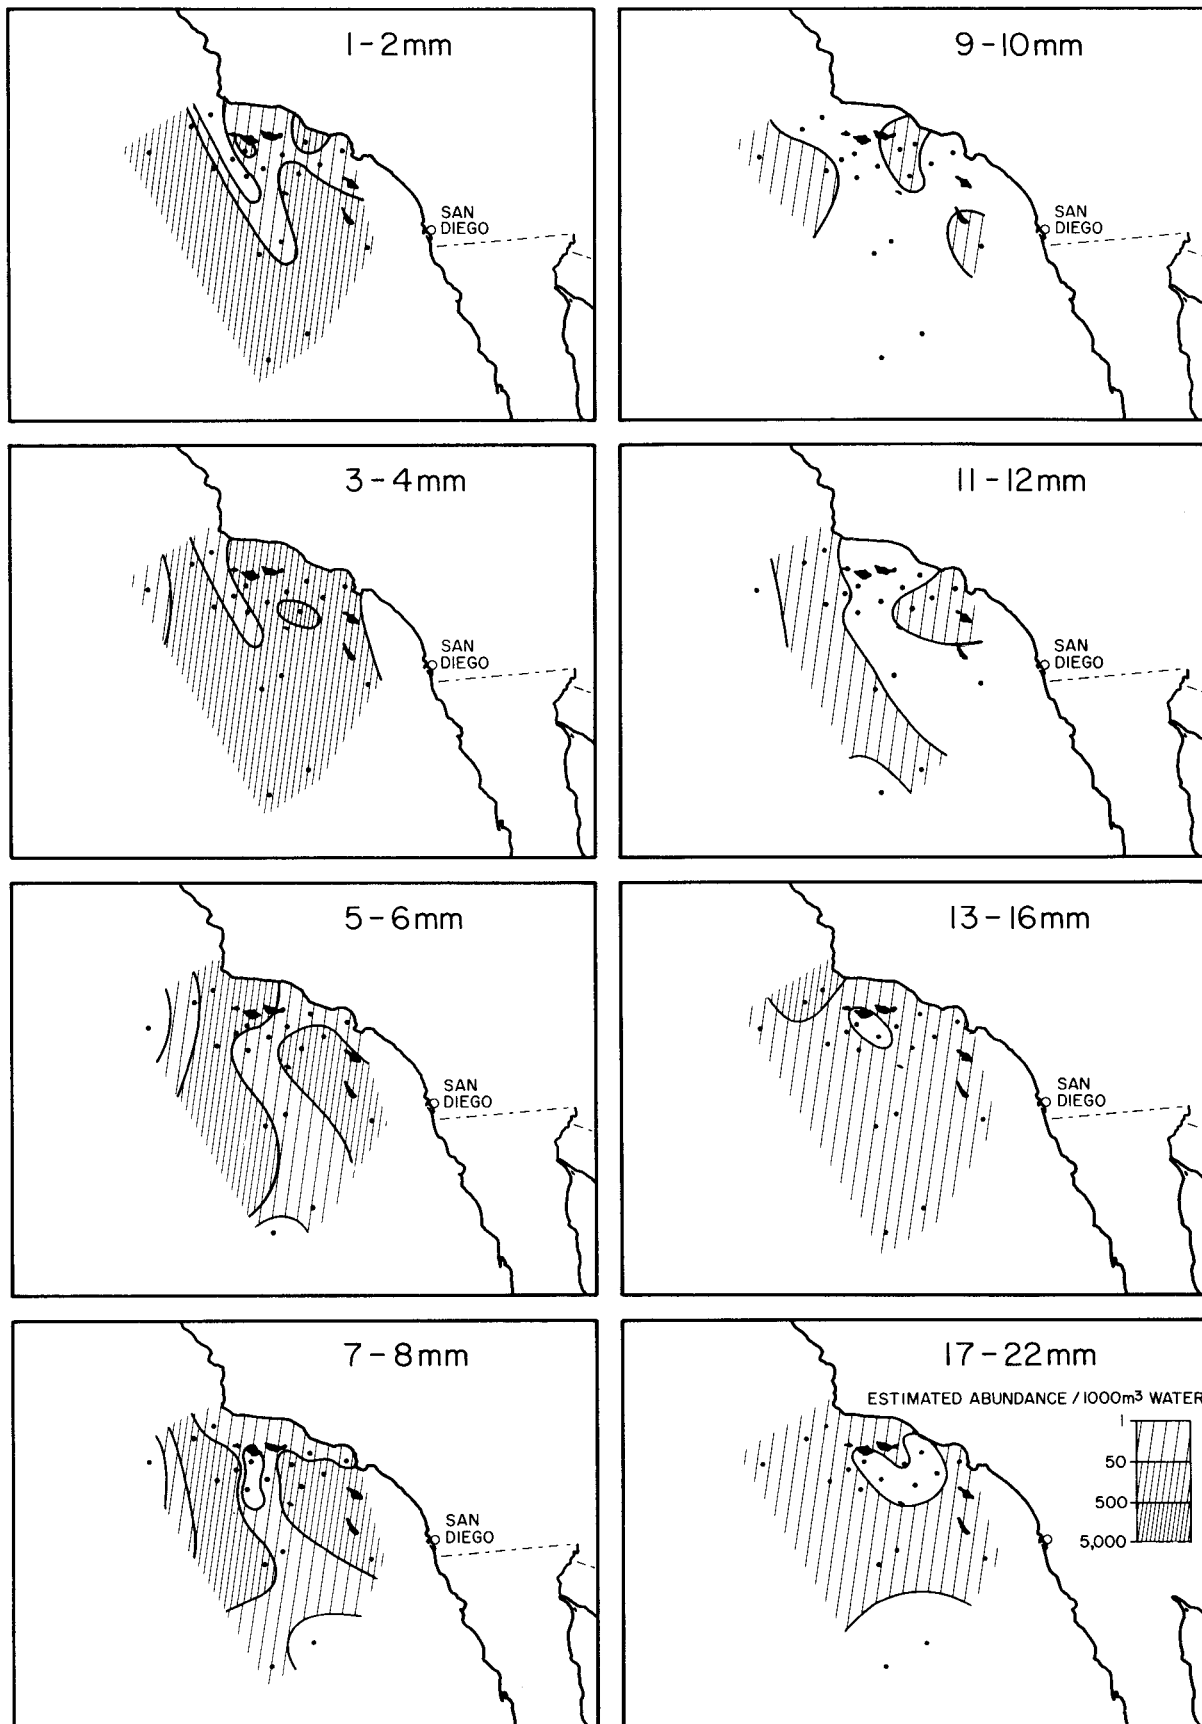 1-2mm
SAN
DIEGO
9-10mm
SAN
DIEGO
3-4mm
SAN
DIEGO
11-12mm
SAN
DIEGO
5-6mm
SAN
DIEGO
13-16mm
SAN
DIEGO
7-8mm
SAN
DIEGO
17-22mm
ESTIMATED ABUNDANCE / 1000m³ WATER
1
50
500
5,000